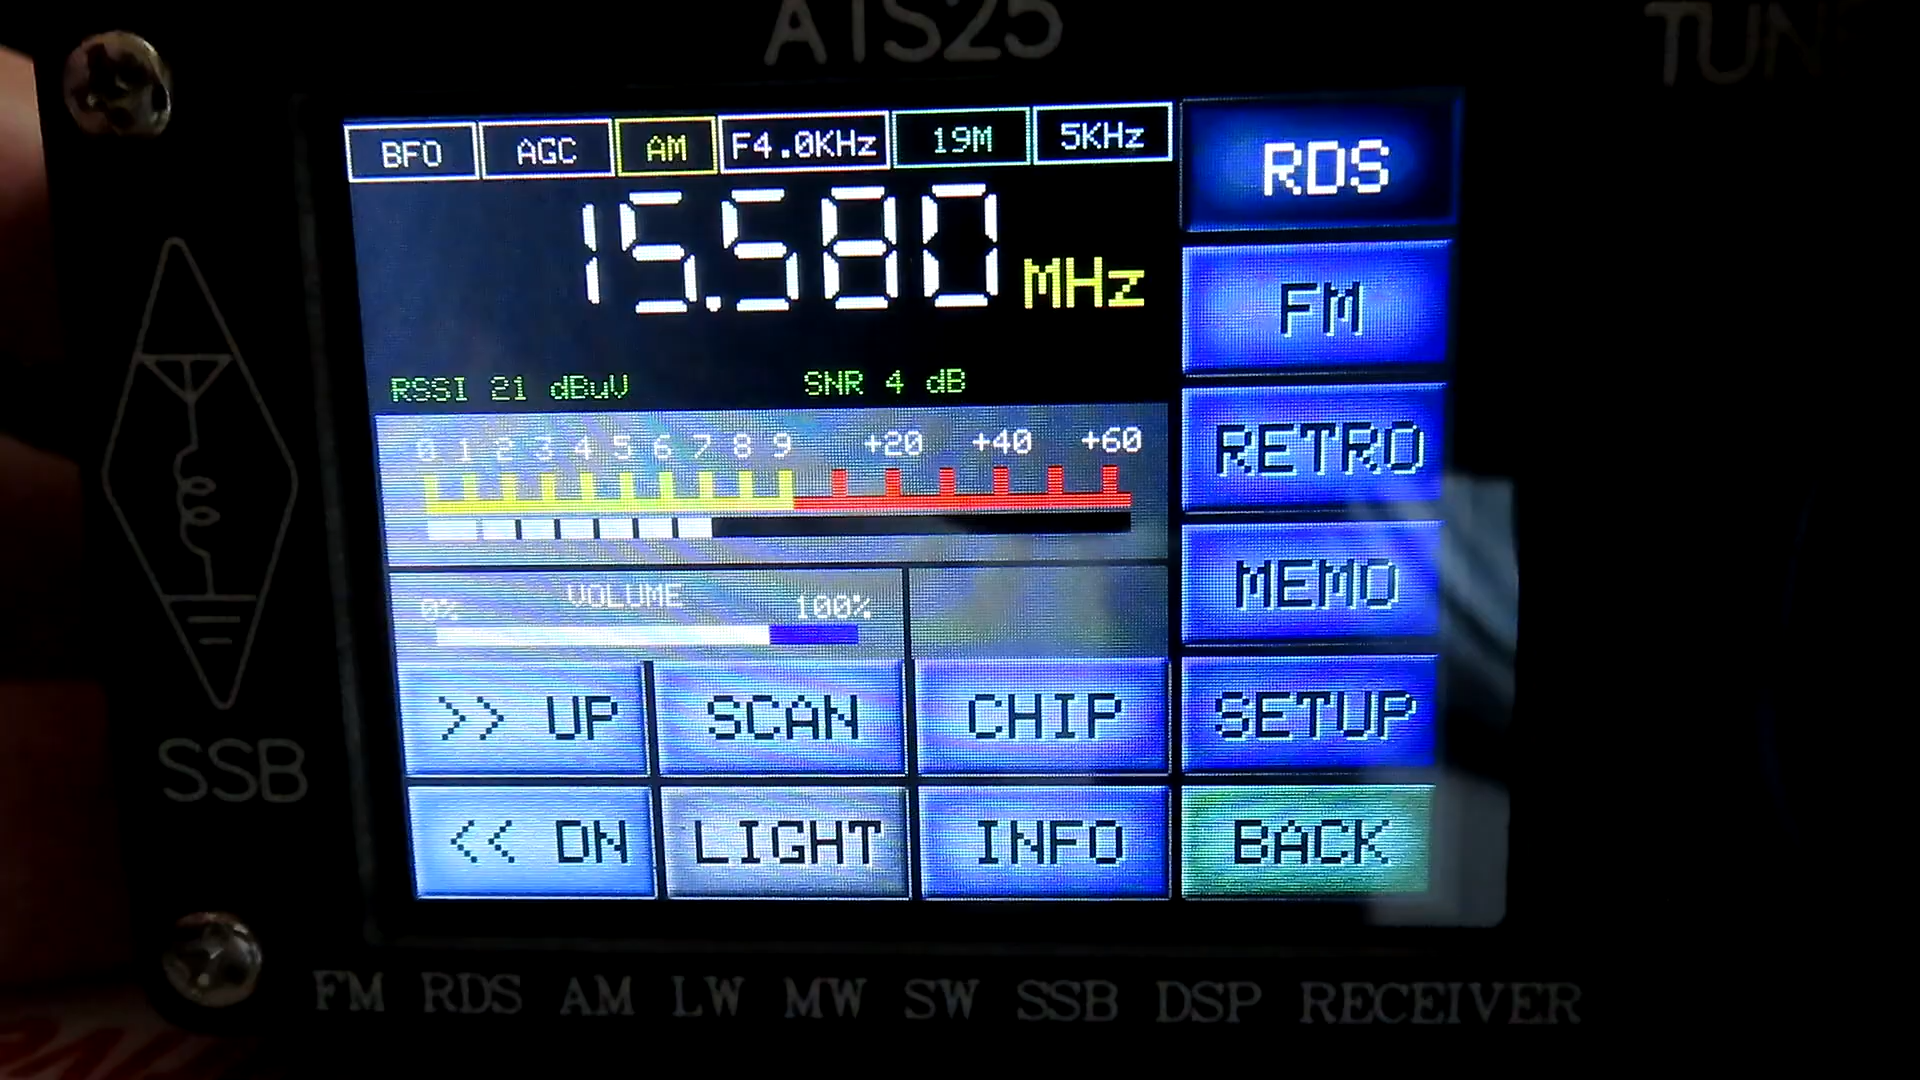 ATS25
TUN
BFO AGC AM F4.0KHz 19M 5KHz
RDS
15.580 MHz
FM
RSSI 21 dBuV SNR 4 dB
0 1 2 3 4 5 6 7 8 9 +20 +40 +60
RETRO
MEMO
VOLUME
0% 100%
>> UP SCAN CHIP SETUP
<< DN LIGHT INFO BACK
SSB
FM RDS AM LW MW SW SSB DSP RECEIVER